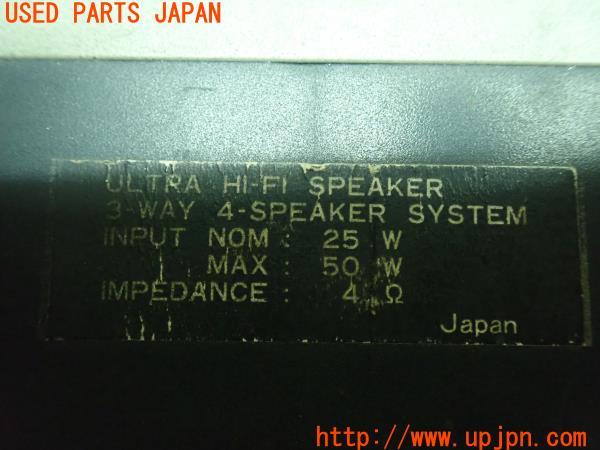 USED PARTS JAPAN
ULTRA HI-FI SPEAKER
3-WAY 4-SPEAKER SYSTEM
INPUT NOM : 25 W
MAX : 50 W
IMPEDANCE : 4 Ω
Japan
http://www.upjpn.com/